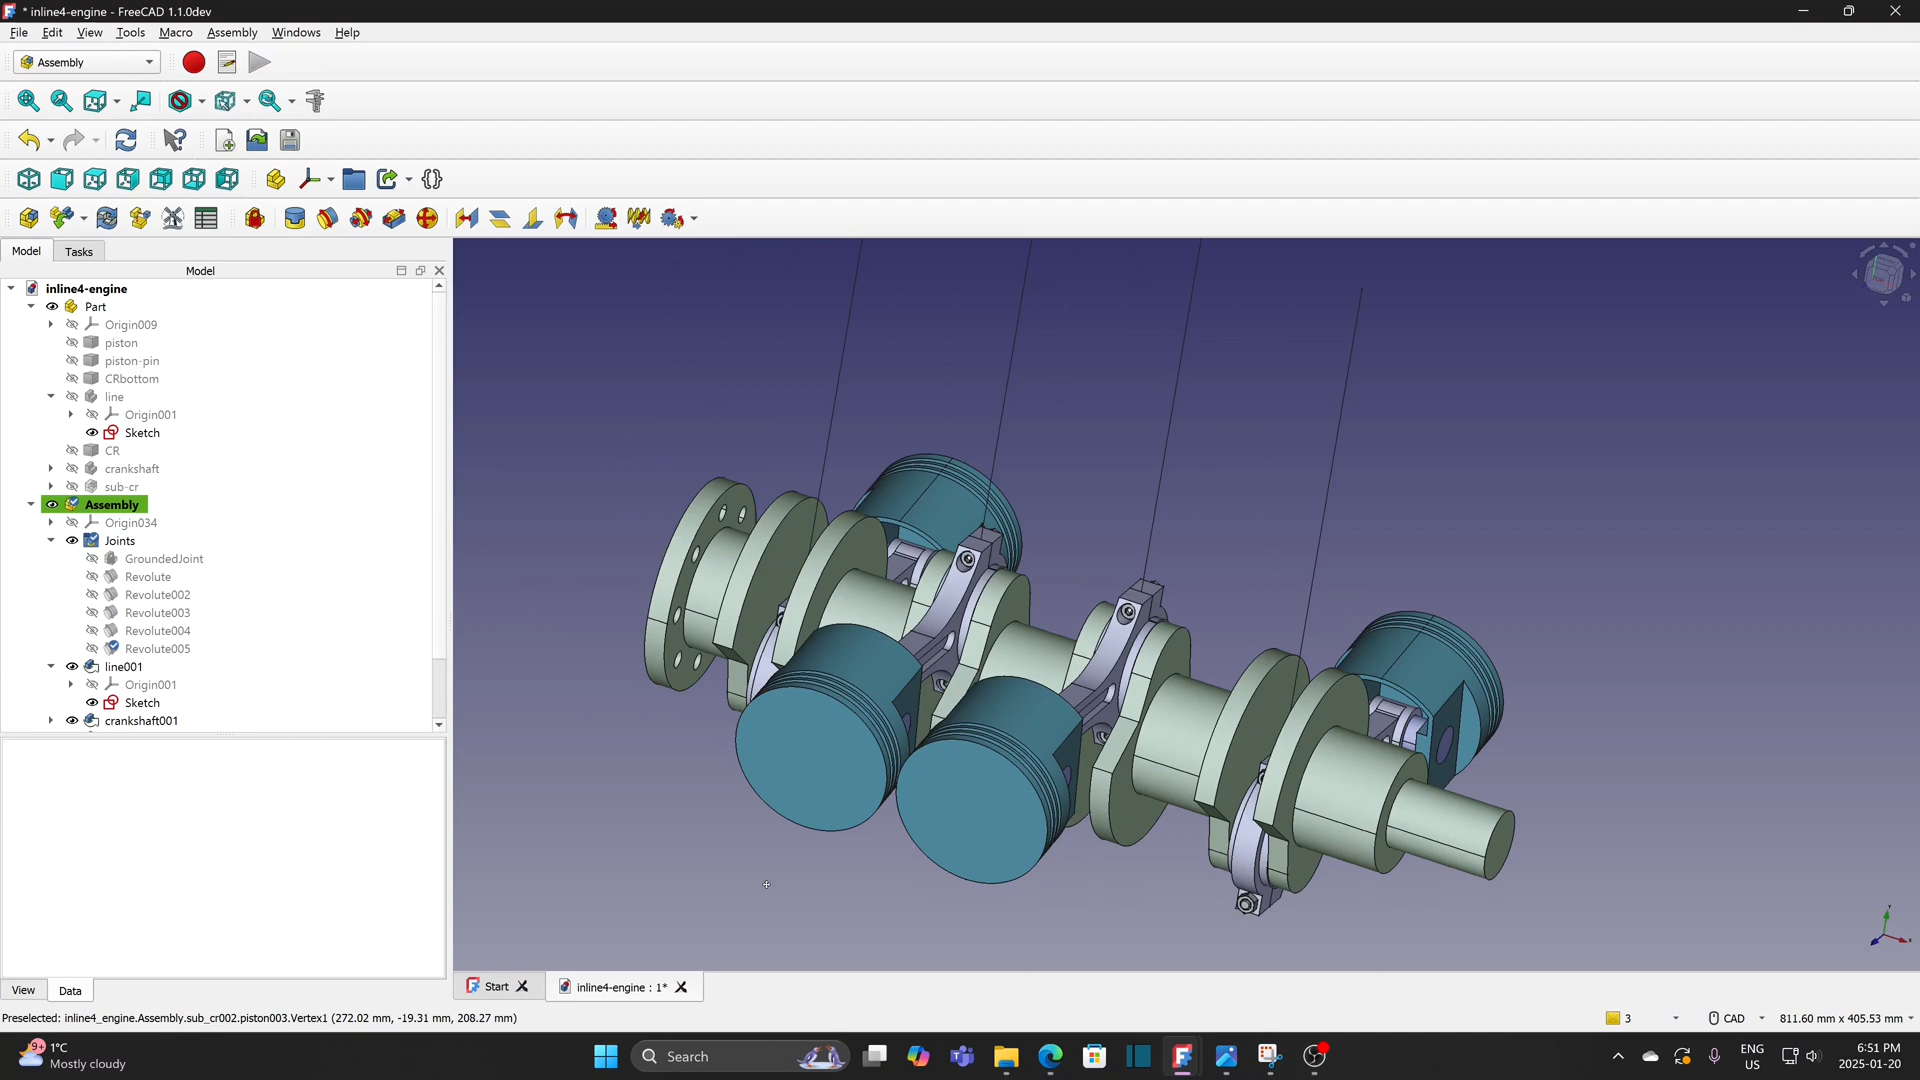 * inline4-engine - FreeCAD 1.1.0dev
File Edit View Tools Macro Assembly Windows Help
Assembly
Model Tasks
Model
inline4-engine
Part
Origin009
piston
piston-pin
CRbottom
line
Origin001
Sketch
CR
crankshaft
sub-cr
Assembly
Origin034
Joints
GroundedJoint
Revolute
Revolute002
Revolute003
Revolute004
Revolute005
line001
Origin001
Sketch
crankshaft001
View Data
Start
inline4-engine : 1*
Preselected: inline4_engine.Assembly.sub_cr002.piston003.Vertex1 (272.02 mm, -19.31 mm, 208.27 mm)
3
CAD
811.60 mm x 405.53 mm
9+
1°C
Mostly cloudy
Search
ENG
US
6:51 PM
2025-01-20